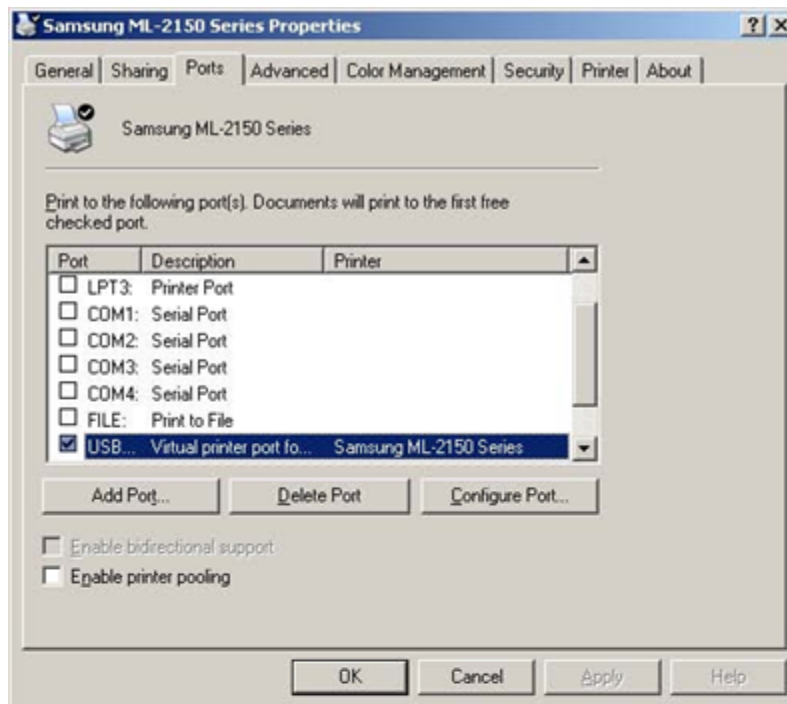 Samsung ML-2150 Series Properties
General Sharing Ports Advanced Color Management Security Printer About
Samsung ML-2150 Series
Print to the following port(s). Documents will print to the first free
checked port.
Port Description Printer
LPT3: Printer Port
COM1: Serial Port
COM2: Serial Port
COM3: Serial Port
COM4: Serial Port
FILE: Print to File
USB... Virtual printer port fo... Samsung ML-2150 Series
Add Port... Delete Port Configure Port...
Enable bidirectional support
Enable printer pooling
OK Cancel Apply Help